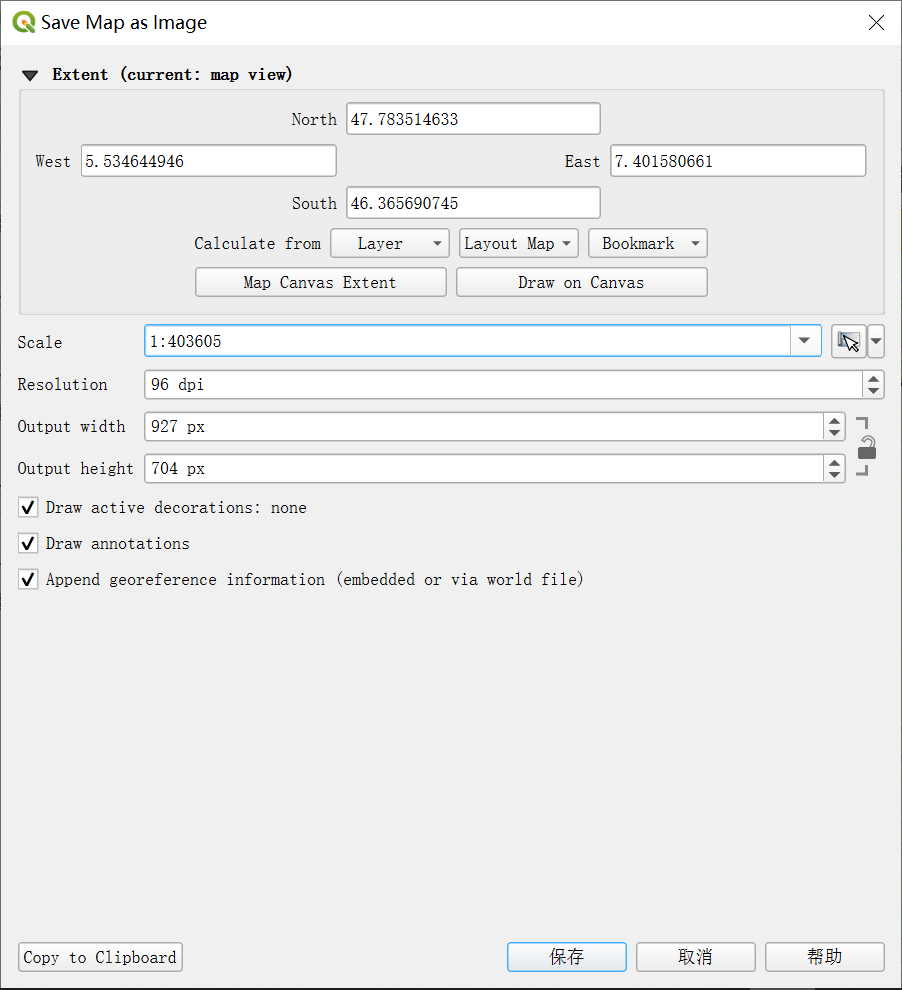 Save Map as Image
Extent (current: map view)
North 47.783514633
West 5.534644946 East 7.401580661
South 46.365690745
Calculate from Layer Layout Map Bookmark
Map Canvas Extent Draw on Canvas
Scale 1:403605
Resolution 96 dpi
Output width 927 px
Output height 704 px
Draw active decorations: none
Draw annotations
Append georeference information (embedded or via world file)
Copy to Clipboard 保存 取消 帮助